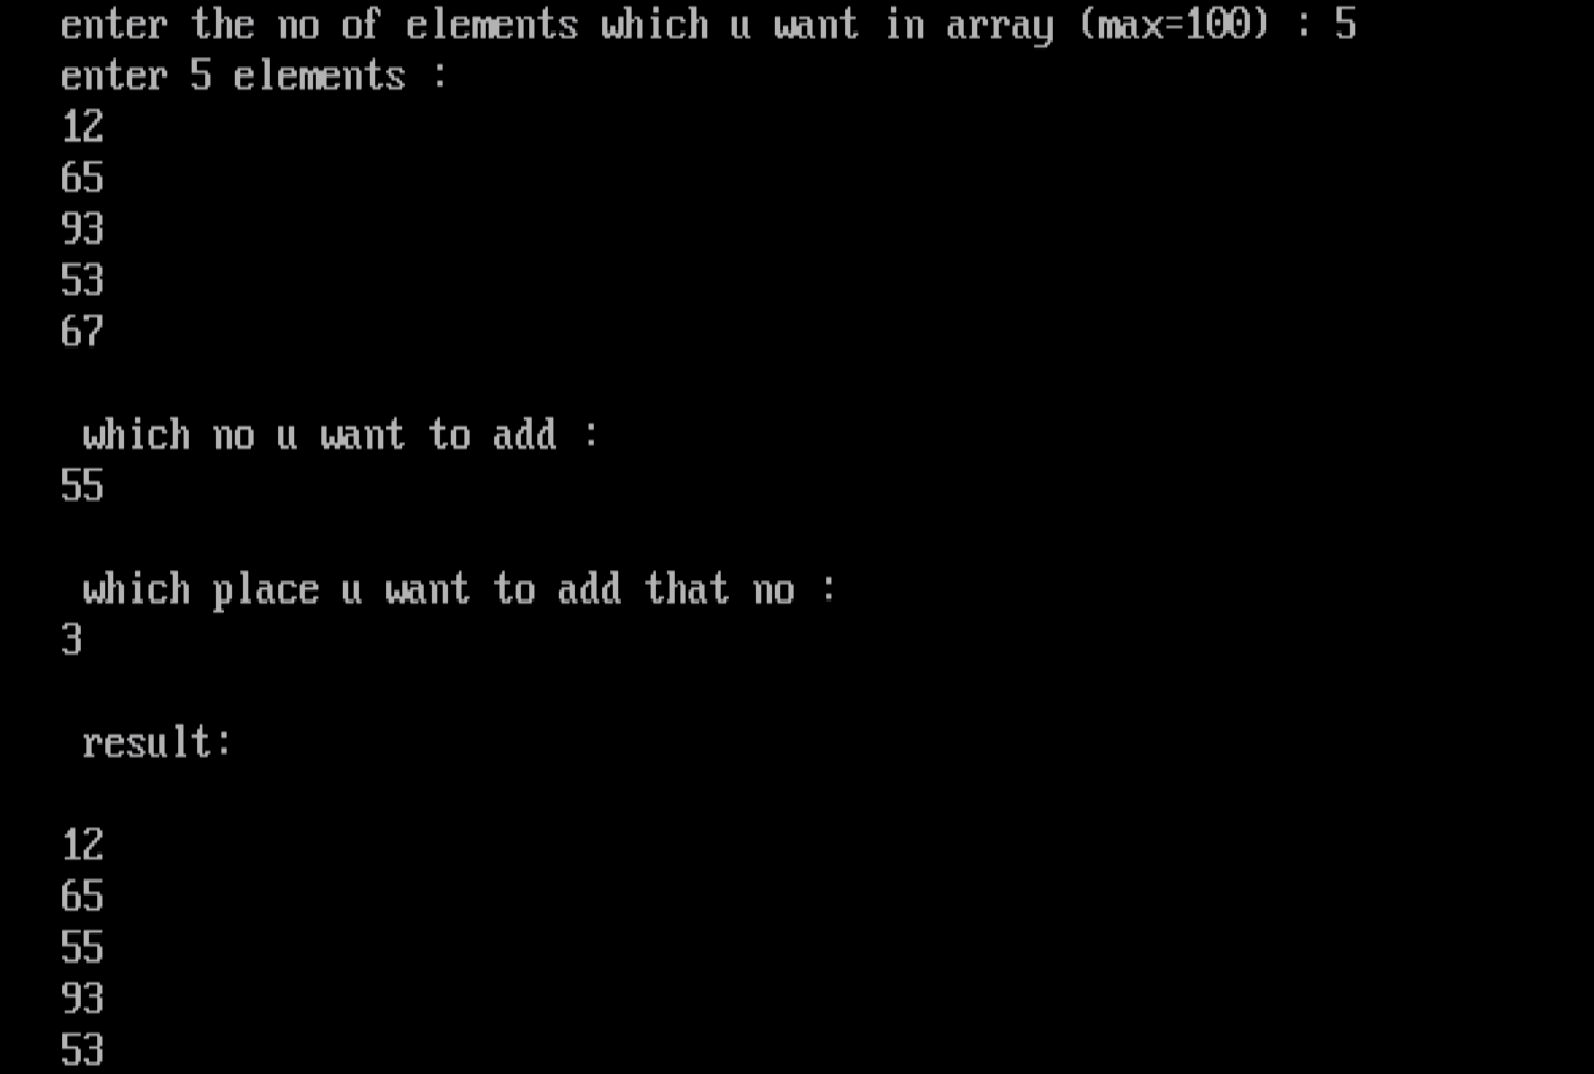 enter the no of elements which u want in array (max=100) : 5
enter 5 elements :
12
65
93
53
67
which no u want to add :
55
which place u want to add that no :
3
result:
12
65
55
93
53